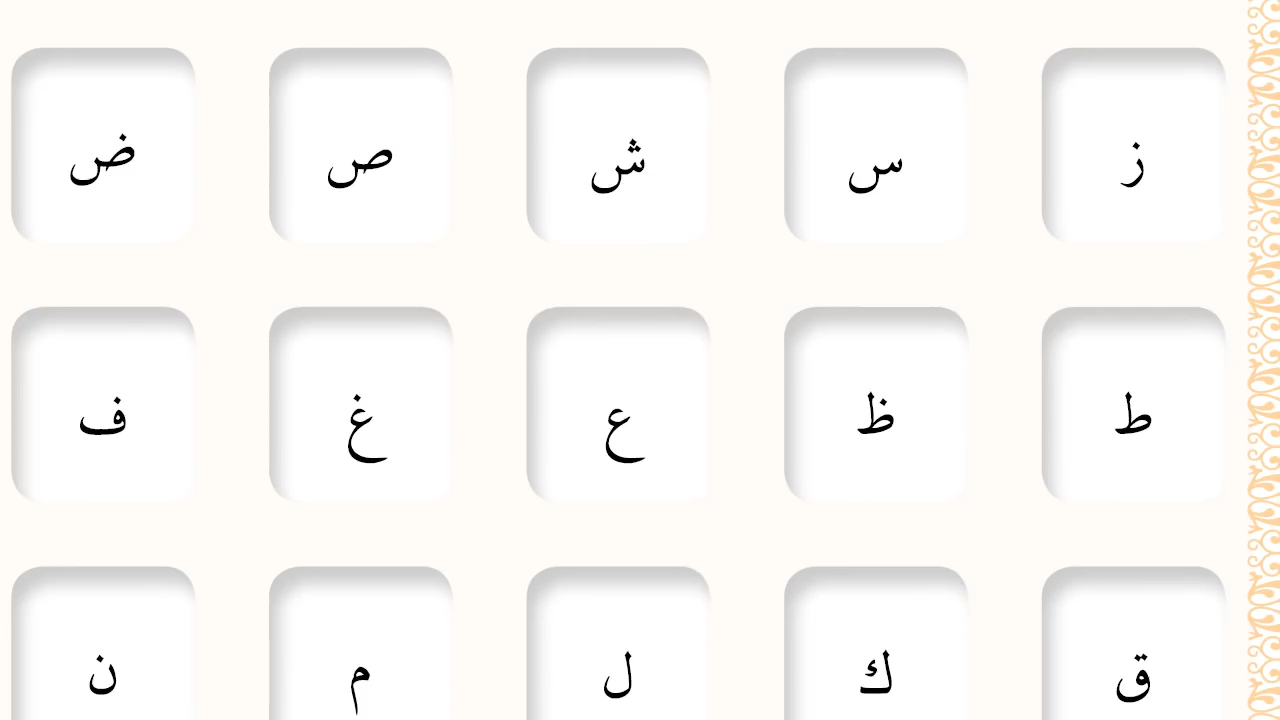 ز س ش ص ض
ط ظ ع غ ف
ق ك ل م ن